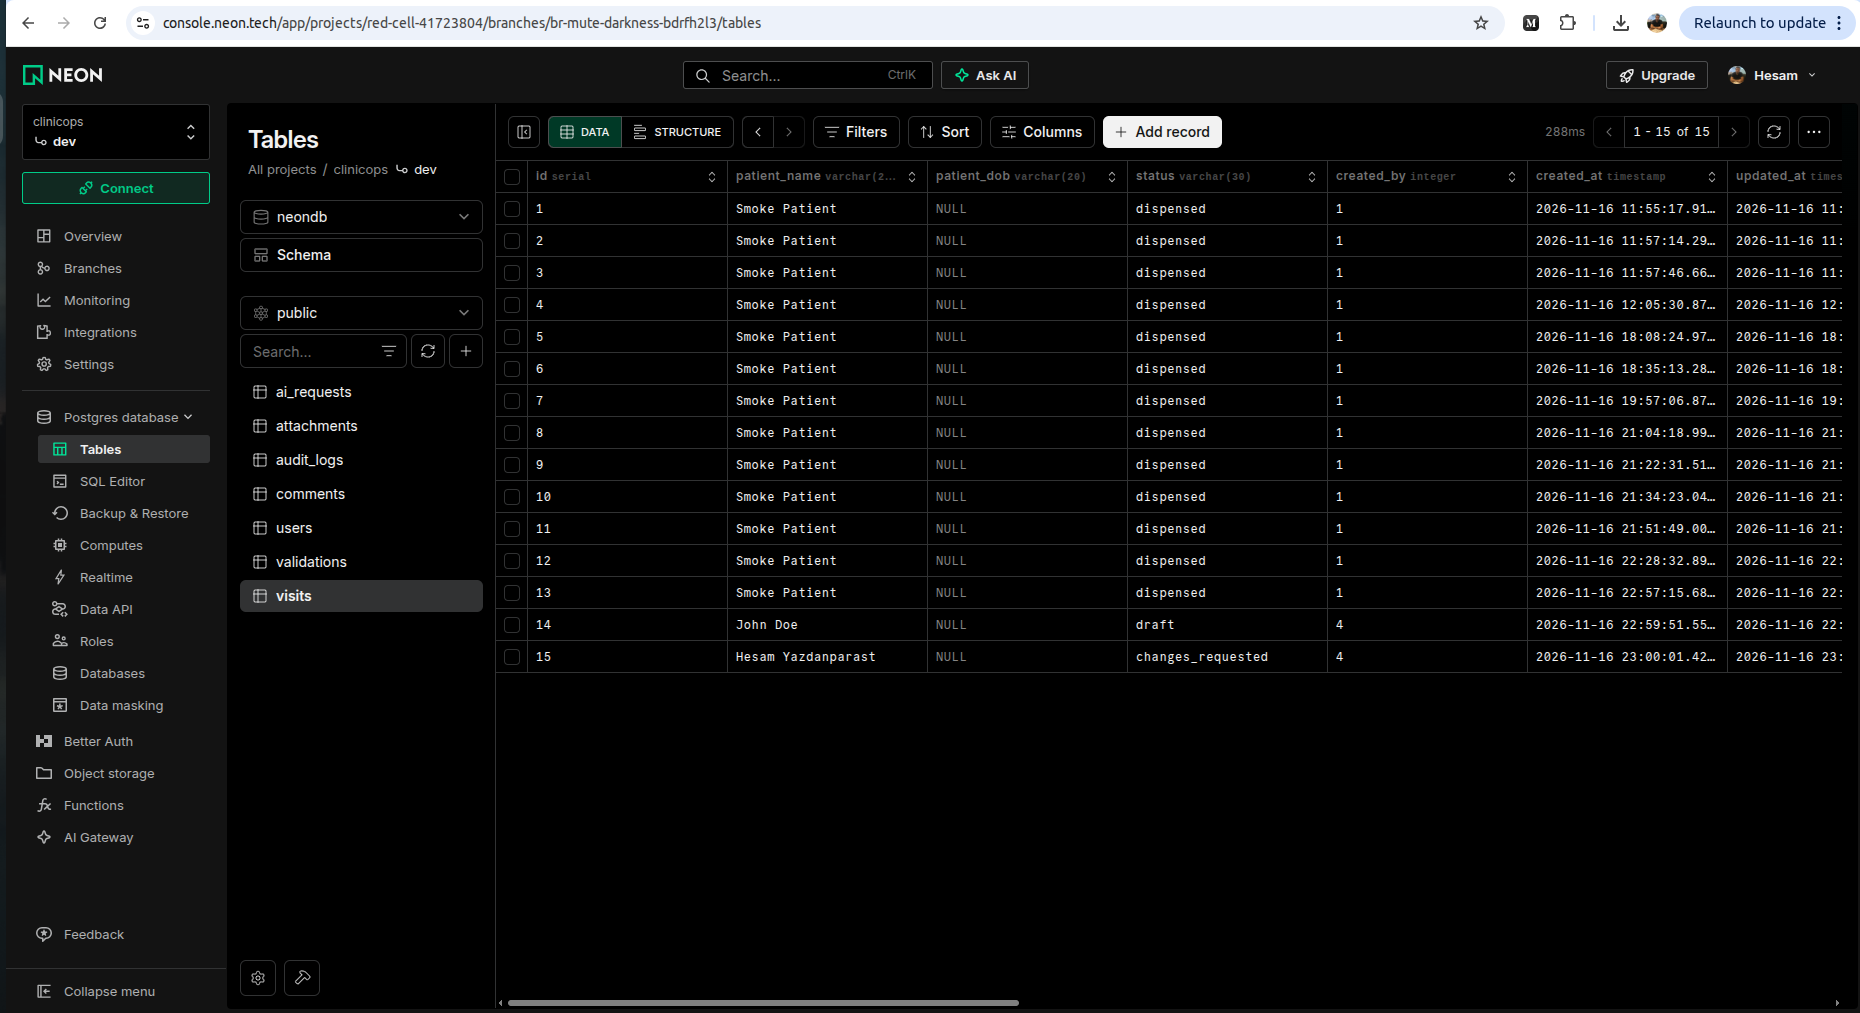 console.neon.tech/app/projects/red-cell-41723804/branches/br-mute-darkness-bdrfh2l3/tables
Relaunch to update
NEON
Search... CtrlK
Ask AI
Upgrade
Hesam
clinicops
dev
Connect
Overview
Branches
Monitoring
Integrations
Settings
Postgres database
Tables
SQL Editor
Backup & Restore
Computes
Realtime
Data API
Roles
Databases
Data masking
Better Auth
Object storage
Functions
AI Gateway
Feedback
Collapse menu
Tables
All projects / clinicops dev
neondb
Schema
public
Search...
ai_requests
attachments
audit_logs
comments
users
validations
visits
DATA STRUCTURE Filters Sort Columns Add record 288ms 1 - 15 of 15
id serial patient_name varchar(2... patient_dob varchar(20) status varchar(30) created_by integer created_at timestamp updated_at times
1 Smoke Patient NULL dispensed 1 2026-11-16 11:55:17.91… 2026-11-16 11:
2 Smoke Patient NULL dispensed 1 2026-11-16 11:57:14.29… 2026-11-16 11:
3 Smoke Patient NULL dispensed 1 2026-11-16 11:57:46.66… 2026-11-16 11:
4 Smoke Patient NULL dispensed 1 2026-11-16 12:05:30.87… 2026-11-16 12:
5 Smoke Patient NULL dispensed 1 2026-11-16 18:08:24.97… 2026-11-16 18:
6 Smoke Patient NULL dispensed 1 2026-11-16 18:35:13.28… 2026-11-16 18:
7 Smoke Patient NULL dispensed 1 2026-11-16 19:57:06.87… 2026-11-16 19:
8 Smoke Patient NULL dispensed 1 2026-11-16 21:04:18.99… 2026-11-16 21:
9 Smoke Patient NULL dispensed 1 2026-11-16 21:22:31.51… 2026-11-16 21:
10 Smoke Patient NULL dispensed 1 2026-11-16 21:34:23.04… 2026-11-16 21:
11 Smoke Patient NULL dispensed 1 2026-11-16 21:51:49.00… 2026-11-16 21:
12 Smoke Patient NULL dispensed 1 2026-11-16 22:28:32.89… 2026-11-16 22:
13 Smoke Patient NULL dispensed 1 2026-11-16 22:57:15.68… 2026-11-16 22:
14 John Doe NULL draft 4 2026-11-16 22:59:51.55… 2026-11-16 22:
15 Hesam Yazdanparast NULL changes_requested 4 2026-11-16 23:00:01.42… 2026-11-16 23: